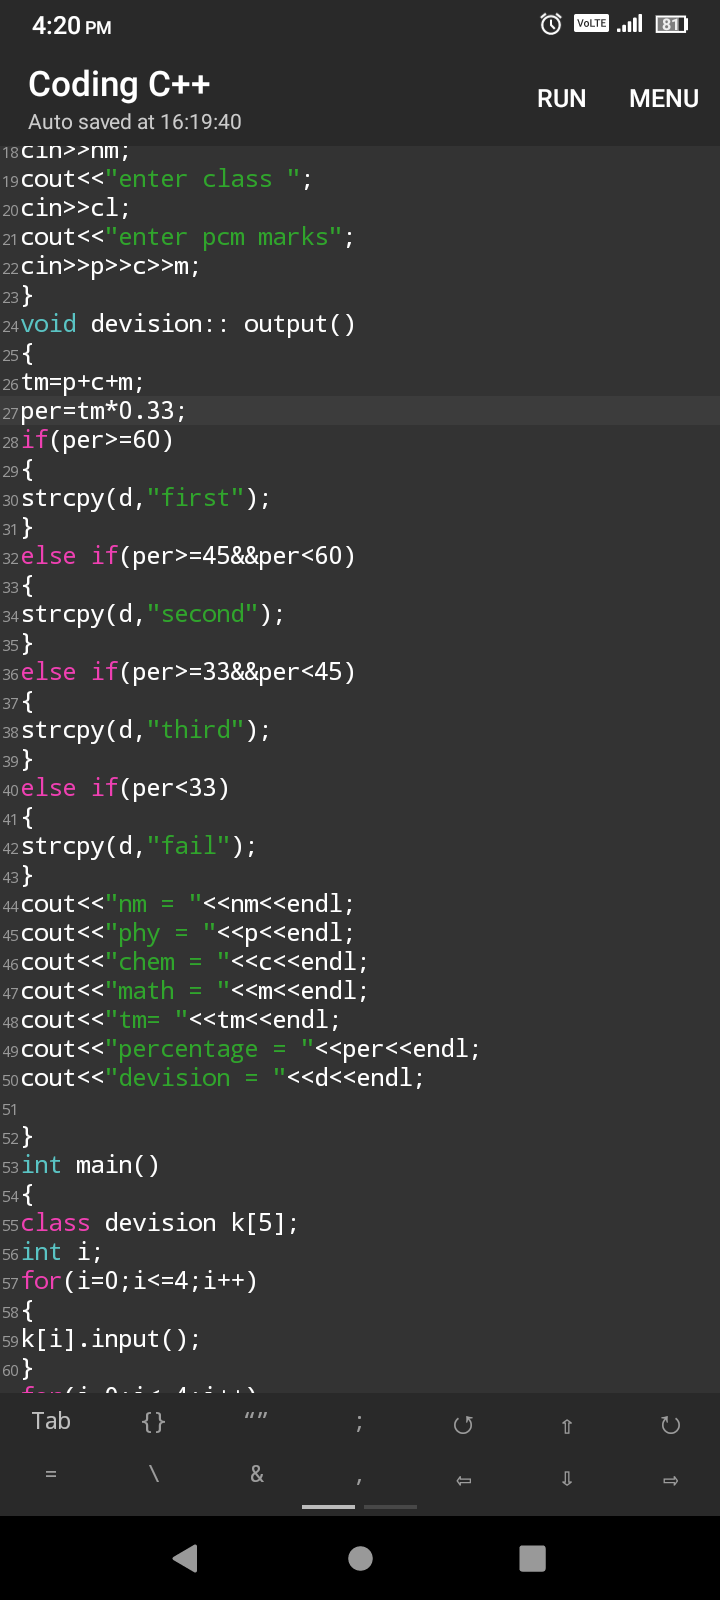 4:20 PM
VoLTE
81
Coding C++
RUN
MENU
Auto saved at 16:19:40
18 cin>>nm;
19 cout<<"enter class ";
20 cin>>cl;
21 cout<<"enter pcm marks";
22 cin>>p>>c>>m;
23 }
24 void devision:: output()
25 {
26 tm=p+c+m;
27 per=tm*0.33;
28 if(per>=60)
29 {
30 strcpy(d,"first");
31 }
32 else if(per>=45&&per<60)
33 {
34 strcpy(d,"second");
35 }
36 else if(per>=33&&per<45)
37 {
38 strcpy(d,"third");
39 }
40 else if(per<33)
41 {
42 strcpy(d,"fail");
43 }
44 cout<<"nm = "<<nm<<endl;
45 cout<<"phy = "<<p<<endl;
46 cout<<"chem = "<<c<<endl;
47 cout<<"math = "<<m<<endl;
48 cout<<"tm= "<<tm<<endl;
49 cout<<"percentage = "<<per<<endl;
50 cout<<"devision = "<<d<<endl;
51
52 }
53 int main()
54 {
55 class devision k[5];
56 int i;
57 for(i=0;i<=4;i++)
58 {
59 k[i].input();
60 }
for(i=0;i<=4;i++)
Tab {} “” ; ↺ ⇧ ↻
= \ & , ⇦ ⇩ ⇨